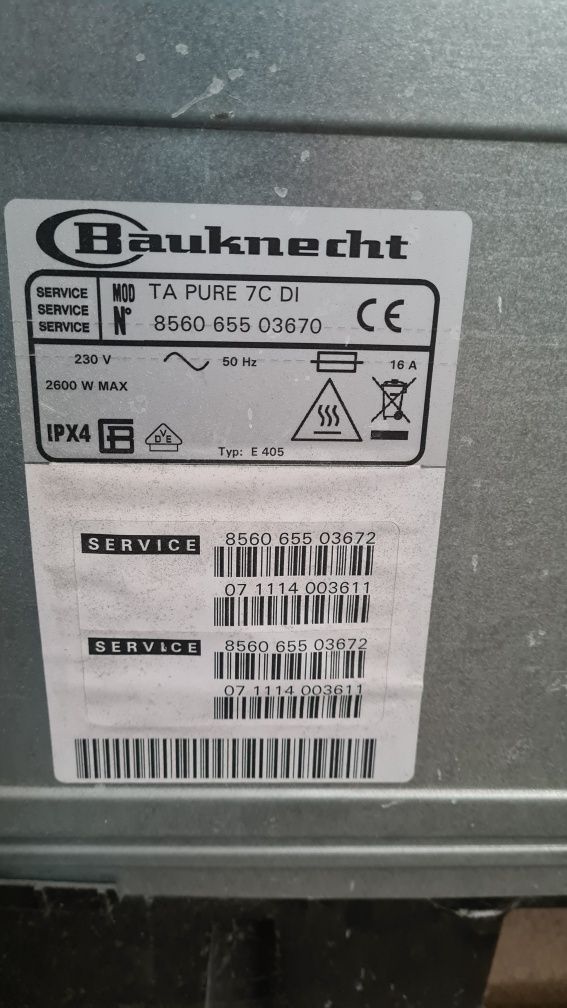 Bauknecht
SERVICE MOD TA PURE 7C DI
SERVICE
SERVICE N° 8560 655 03670 CE
230 V 50 Hz 16 A
2600 W MAX
IPX4 DVE
Typ: E 405
SERVICE 8560 655 03672
07 1114 003611
SERVICE 8560 655 03672
07 1114 003611